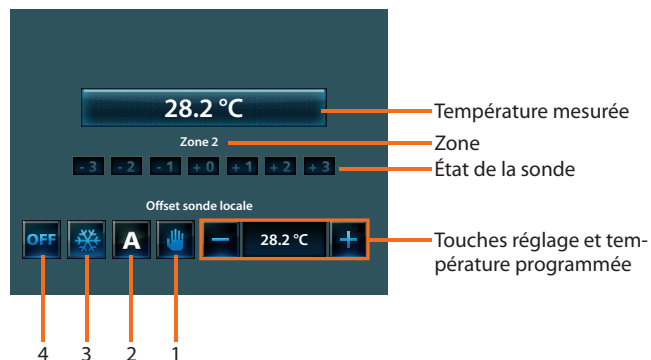 28.2 °C
Température mesurée
Zone 2
Zone
- 3 - 2 - 1 + 0 + 1 + 2 + 3
État de la sonde
Offset sonde locale
OFF A − 28.2 °C +
Touches réglage et tem-
pérature programmée
4 3 2 1